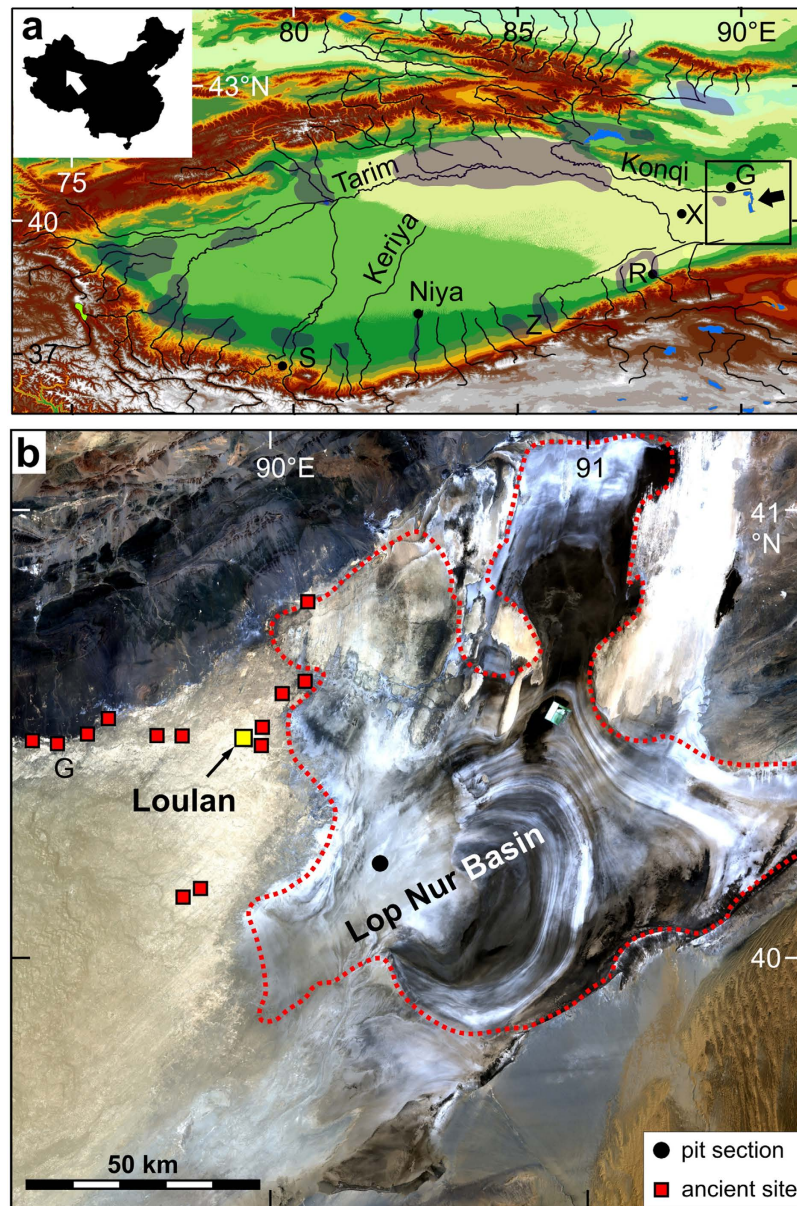 a
80
85
90°E
43°N
75
Tarim
Konqi
G
40
X
Keriya
Niya
R
Z
37
S
b
90°E
91
41
°N
G
Loulan
Lop Nur Basin
40
50 km
pit section
ancient site